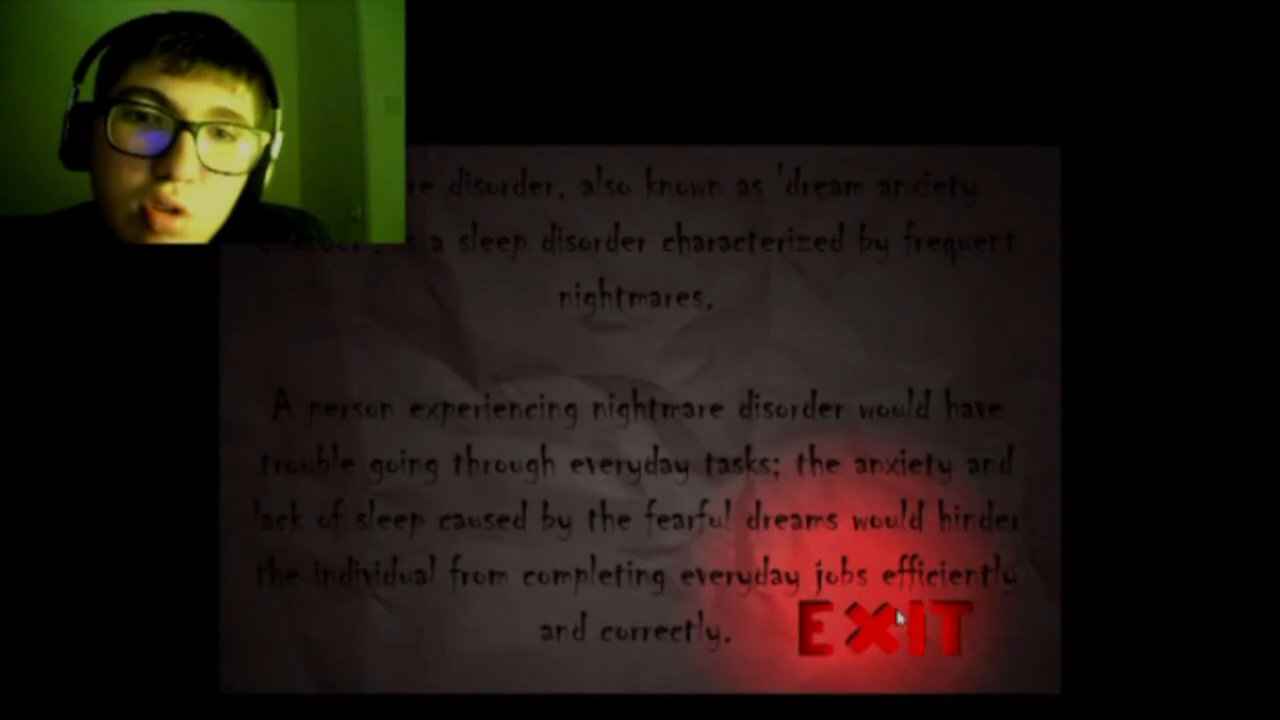 disorder, also known as 'dream anxiety
a sleep disorder characterized by frequent
nightmares.
A person experiencing nightmare disorder would have
trouble going through everyday tasks; the anxiety and
lack of sleep caused by the fearful dreams would hinder
the individual from completing everyday jobs efficiently
and correctly.
EXIT